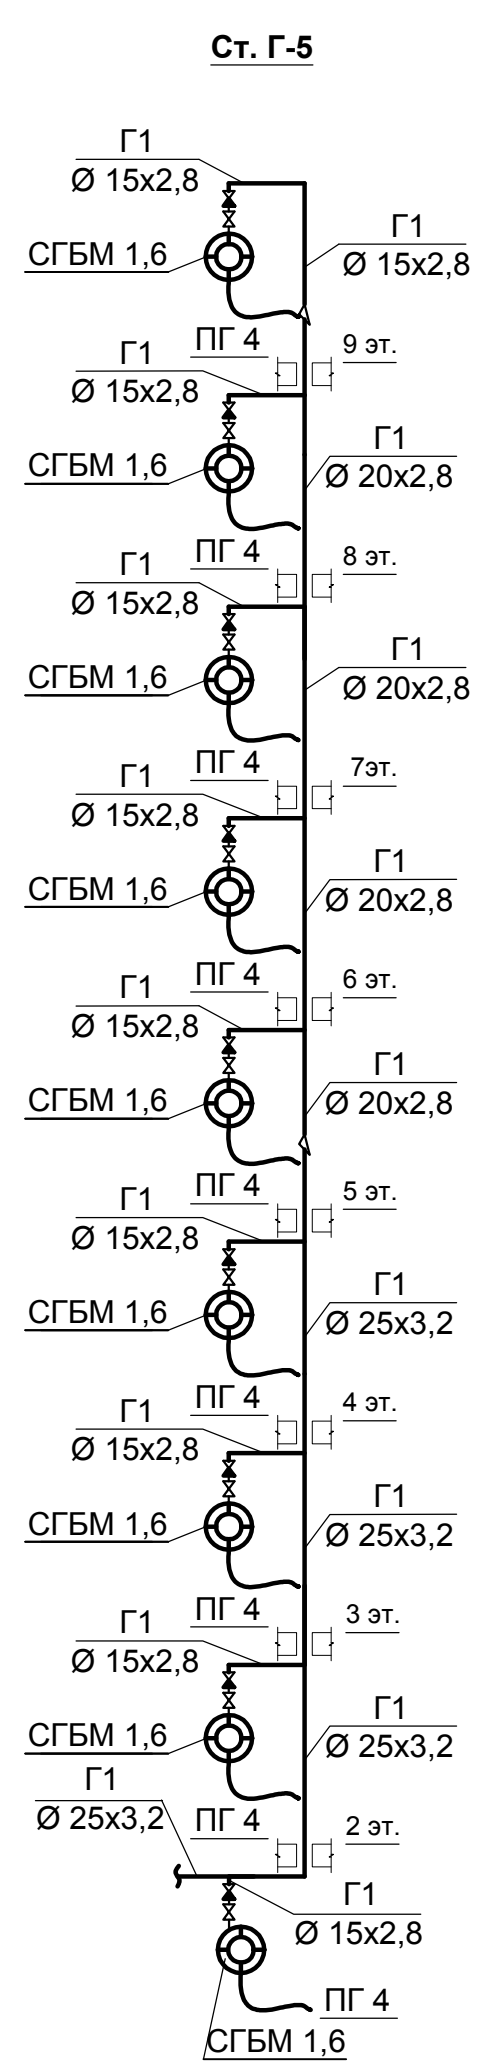 Ст. Г-5
Г1
Ø 15x2,8
СГБМ 1,6
Г1
Ø 15x2,8
ПГ 4
9 эт.
Г1
Ø 15x2,8
СГБМ 1,6
Г1
Ø 20x2,8
ПГ 4
8 эт.
Г1
Ø 15x2,8
СГБМ 1,6
Г1
Ø 20x2,8
ПГ 4
7эт.
Г1
Ø 15x2,8
СГБМ 1,6
Г1
Ø 20x2,8
ПГ 4
6 эт.
Г1
Ø 15x2,8
СГБМ 1,6
Г1
Ø 20x2,8
ПГ 4
5 эт.
Г1
Ø 15x2,8
СГБМ 1,6
Г1
Ø 25x3,2
ПГ 4
4 эт.
Г1
Ø 15x2,8
СГБМ 1,6
Г1
Ø 25x3,2
ПГ 4
3 эт.
Г1
Ø 15x2,8
СГБМ 1,6
Г1
Ø 25x3,2
Г1
Ø 25x3,2
ПГ 4
2 эт.
Г1
Ø 15x2,8
ПГ 4
СГБМ 1,6